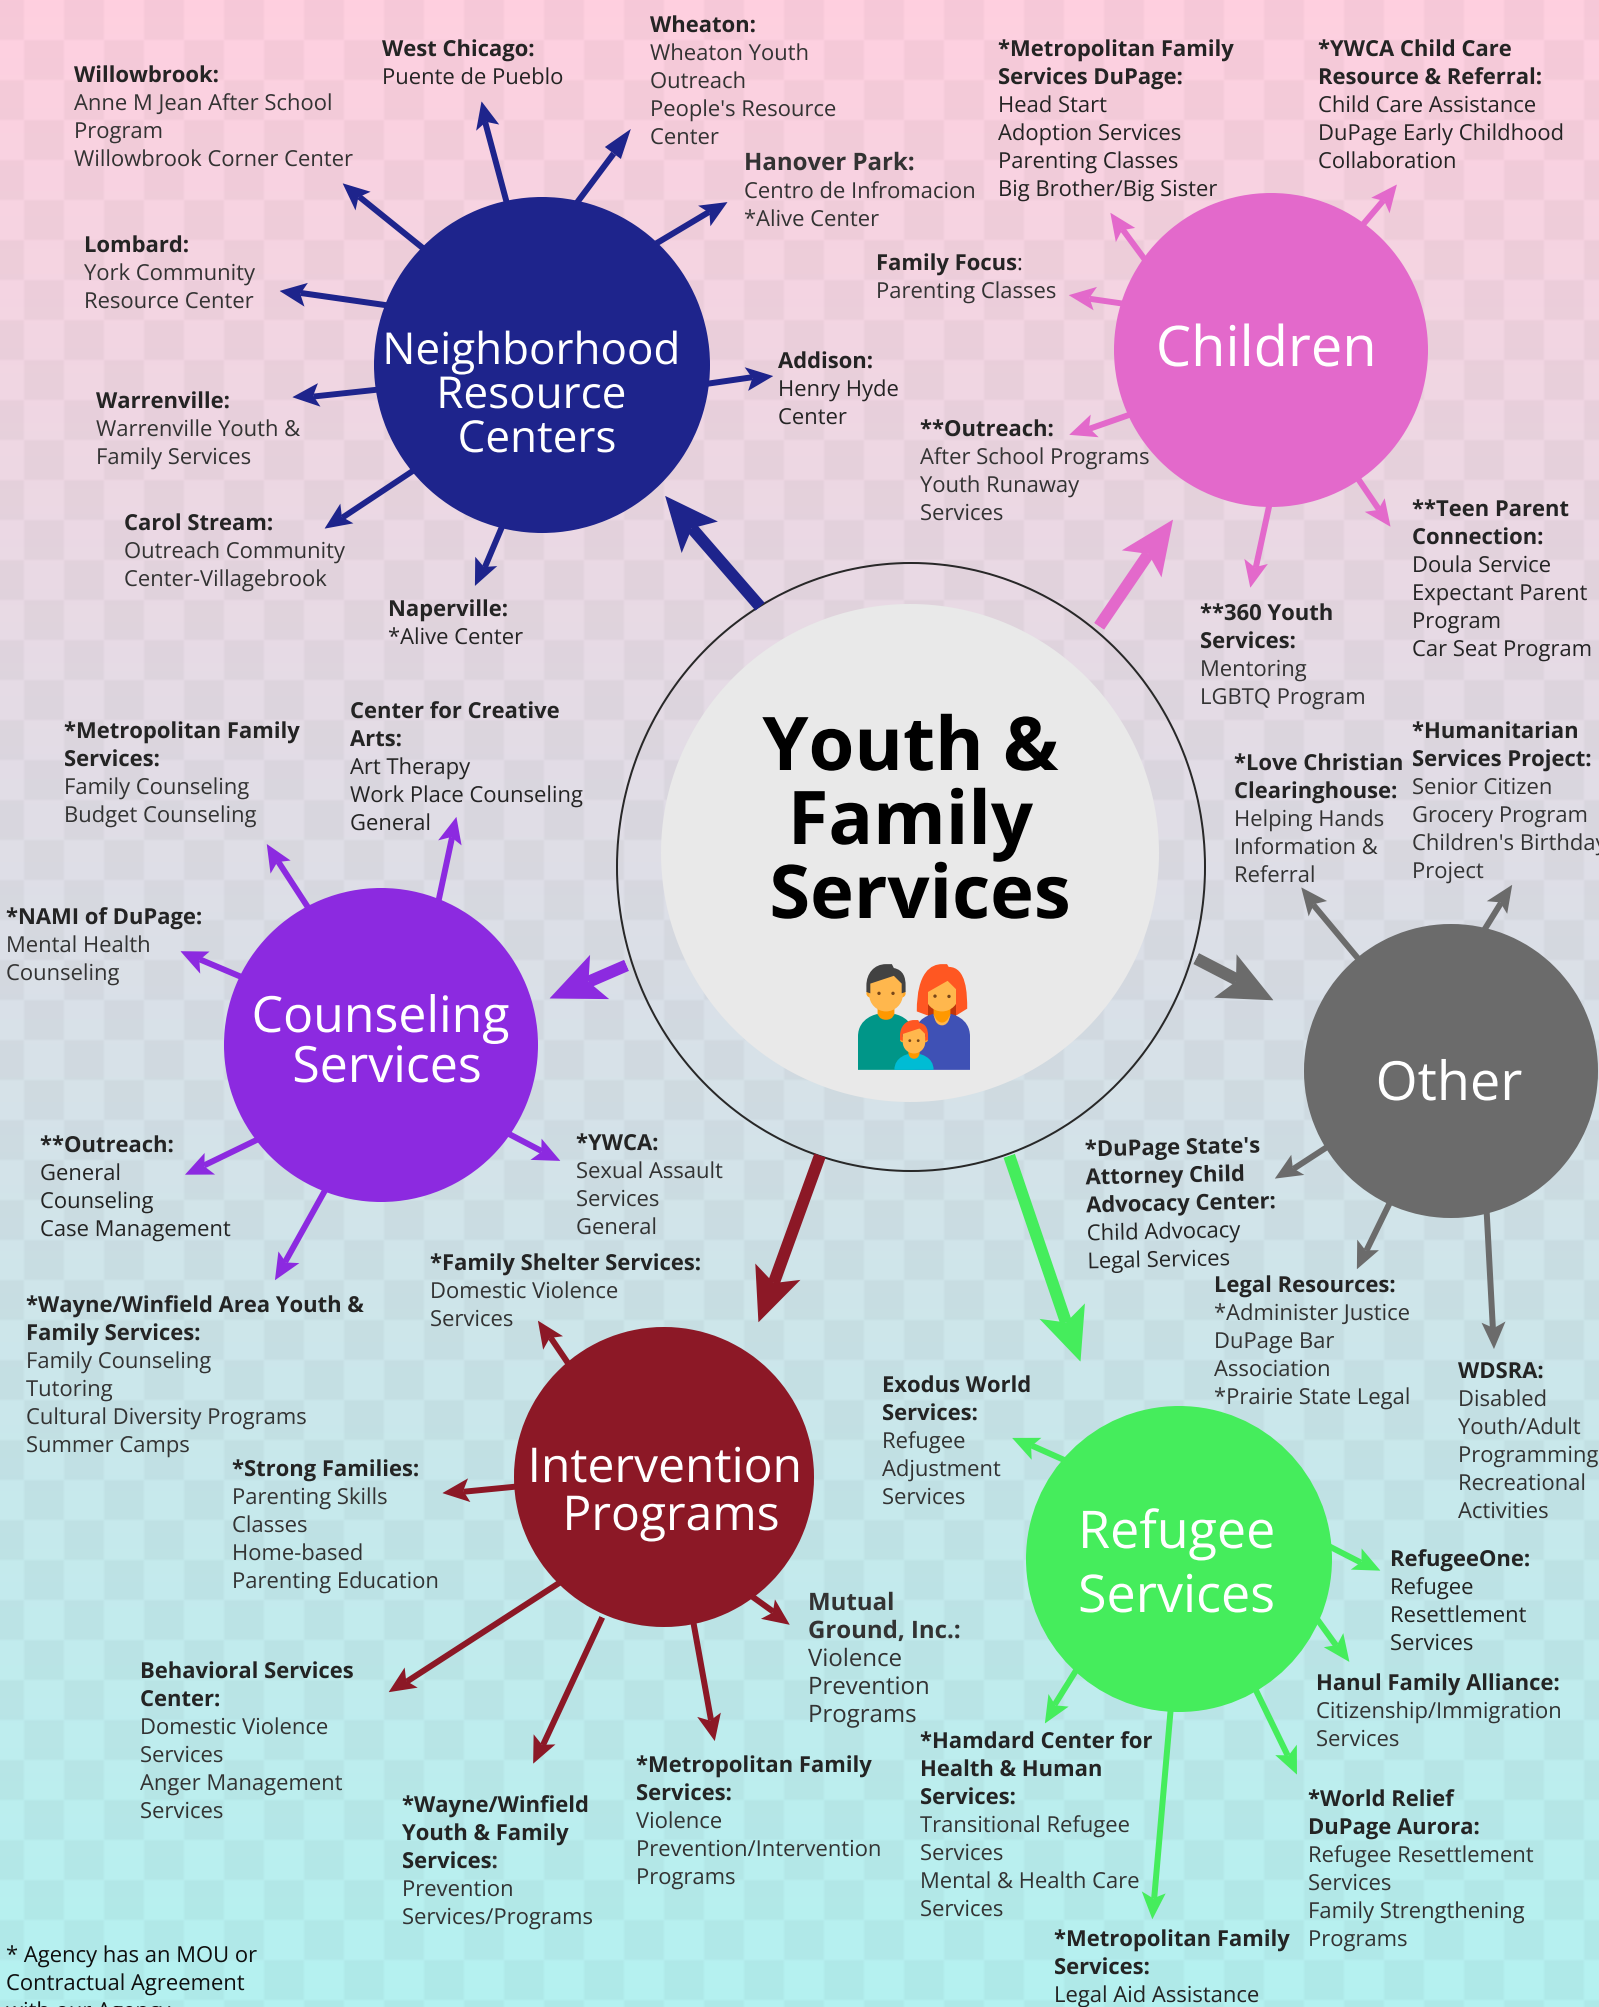 Willowbrook:
Anne M Jean After School
Program
Willowbrook Corner Center
West Chicago:
Puente de Pueblo
Wheaton:
Wheaton Youth
Outreach
People's Resource
Center
Hanover Park:
Centro de Infromacion
*Alive Center
Lombard:
York Community
Resource Center
Neighborhood
Resource
Centers
Addison:
Henry Hyde
Center
Warrenville:
Warrenville Youth &
Family Services
Carol Stream:
Outreach Community
Center-Villagebrook
Naperville:
*Alive Center
*Metropolitan Family
Services DuPage:
Head Start
Adoption Services
Parenting Classes
Big Brother/Big Sister
*YWCA Child Care
Resource & Referral:
Child Care Assistance
DuPage Early Childhood
Collaboration
Family Focus:
Parenting Classes
Children
**Outreach:
After School Programs
Youth Runaway
Services
**Teen Parent
Connection:
Doula Service
Expectant Parent
Program
Car Seat Program
**360 Youth
Services:
Mentoring
LGBTQ Program
Youth &
Family
Services
*Metropolitan Family
Services:
Family Counseling
Budget Counseling
Center for Creative
Arts:
Art Therapy
Work Place Counseling
General
*NAMI of DuPage:
Mental Health
Counseling
Counseling
Services
**Outreach:
General
Counseling
Case Management
*YWCA:
Sexual Assault
Services
General
*Wayne/Winfield Area Youth &
Family Services:
Family Counseling
Tutoring
Cultural Diversity Programs
Summer Camps
*Love Christian
Clearinghouse:
Helping Hands
Information &
Referral
*Humanitarian
Services Project:
Senior Citizen
Grocery Program
Children's Birthday
Project
Other
*DuPage State's
Attorney Child
Advocacy Center:
Child Advocacy
Legal Services
Legal Resources:
*Administer Justice
DuPage Bar
Association
*Prairie State Legal
WDSRA:
Disabled
Youth/Adult
Programming
Recreational
Activities
*Family Shelter Services:
Domestic Violence
Services
*Strong Families:
Parenting Skills
Classes
Home-based
Parenting Education
Intervention
Programs
Behavioral Services
Center:
Domestic Violence
Services
Anger Management
Services
*Wayne/Winfield
Youth & Family
Services:
Prevention
Services/Programs
*Metropolitan Family
Services:
Violence
Prevention/Intervention
Programs
Mutual
Ground, Inc.:
Violence
Prevention
Programs
Exodus World
Services:
Refugee
Adjustment
Services
Refugee
Services
RefugeeOne:
Refugee
Resettlement
Services
Hanul Family Alliance:
Citizenship/Immigration
Services
*World Relief
DuPage Aurora:
Refugee Resettlement
Services
Family Strengthening
Programs
*Hamdard Center for
Health & Human
Services:
Transitional Refugee
Services
Mental & Health Care
Services
*Metropolitan Family
Services:
Legal Aid Assistance
* Agency has an MOU or
Contractual Agreement
with our Agency